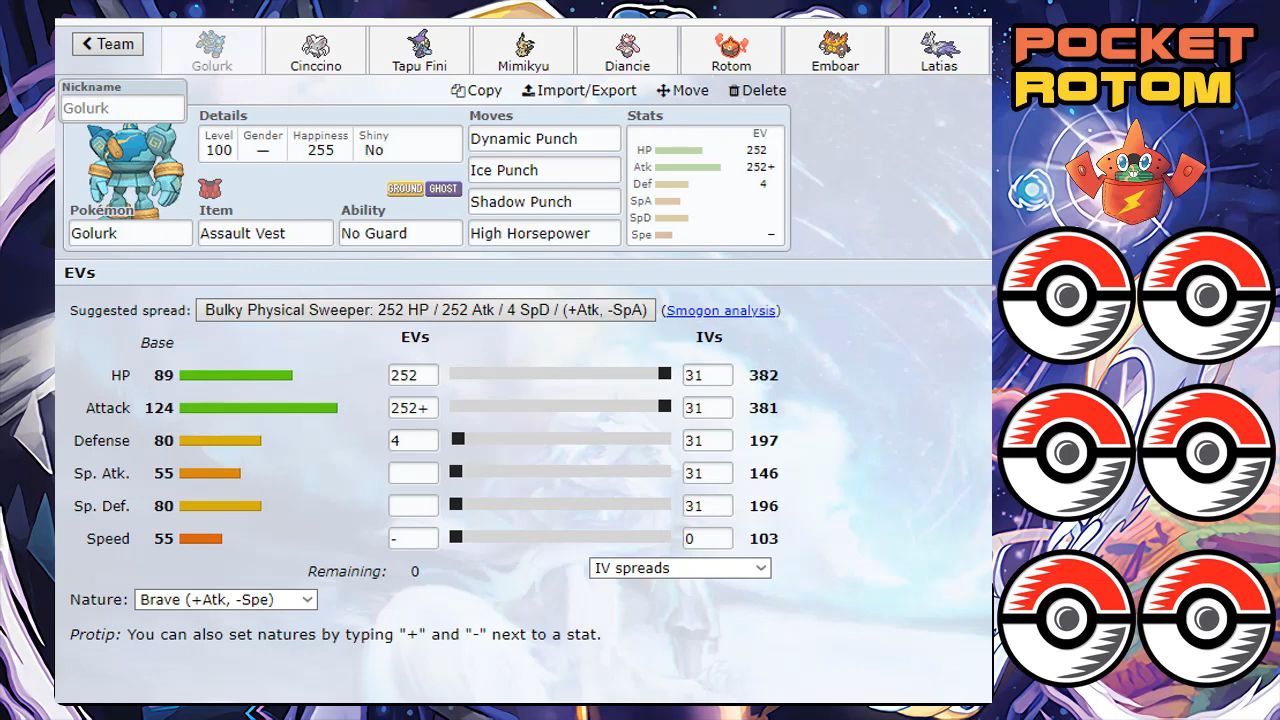 Team
Golurk
Cinccino
Tapu Fini
Mimikyu
Diancie
Rotom
Emboar
Latias
POCKET
ROTOM
Nickname
Golurk
Copy
Import/Export
Move
Delete
Details
Moves
Stats
Level
Gender
Happiness
Shiny
100
—
255
No
Dynamic Punch
Ice Punch
Shadow Punch
High Horsepower
EV
HP 252
Atk 252+
Def 4
SpA
SpD
Spe −
GROUND GHOST
Pokémon
Item
Ability
Golurk
Assault Vest
No Guard
EVs
Suggested spread: Bulky Physical Sweeper: 252 HP / 252 Atk / 4 SpD / (+Atk, -SpA) (Smogon analysis)
Base
EVs
IVs
HP 89 252 31 382
Attack 124 252+ 31 381
Defense 80 4 31 197
Sp. Atk. 55 31 146
Sp. Def. 80 31 196
Speed 55 - 0 103
Remaining: 0
IV spreads
Nature: Brave (+Atk, -Spe)
Protip: You can also set natures by typing "+" and "-" next to a stat.